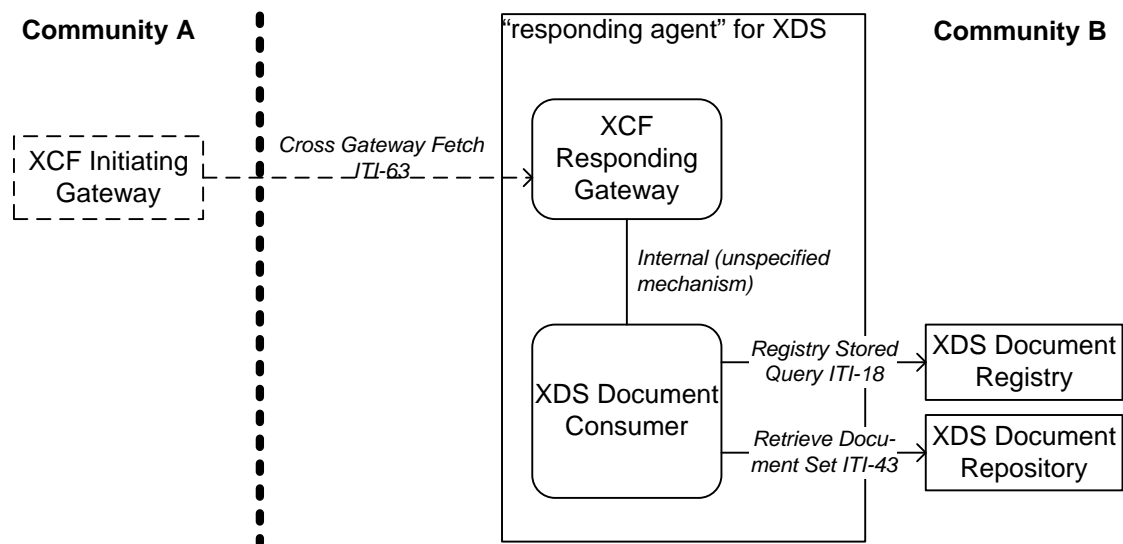 Community A
“responding agent” for XDS
Community B
XCF Initiating
Gateway
Cross Gateway Fetch
ITI-63
XCF
Responding
Gateway
Internal (unspecified
mechanism)
XDS Document
Consumer
Registry Stored
Query ITI-18
XDS Document
Registry
Retrieve Docu-
ment Set ITI-43
XDS Document
Repository